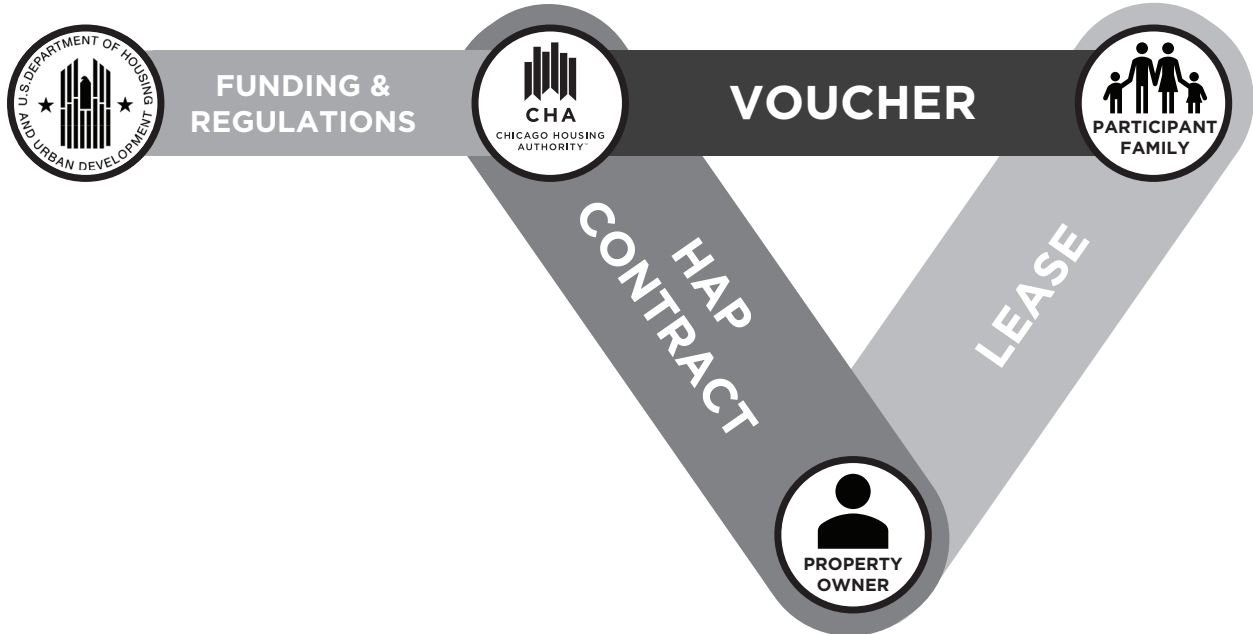 U.S. DEPARTMENT OF HOUSING
AND URBAN DEVELOPMENT
FUNDING &
REGULATIONS
CHA
CHICAGO HOUSING
AUTHORITY™
VOUCHER
PARTICIPANT
FAMILY
HAP
CONTRACT
LEASE
PROPERTY
OWNER